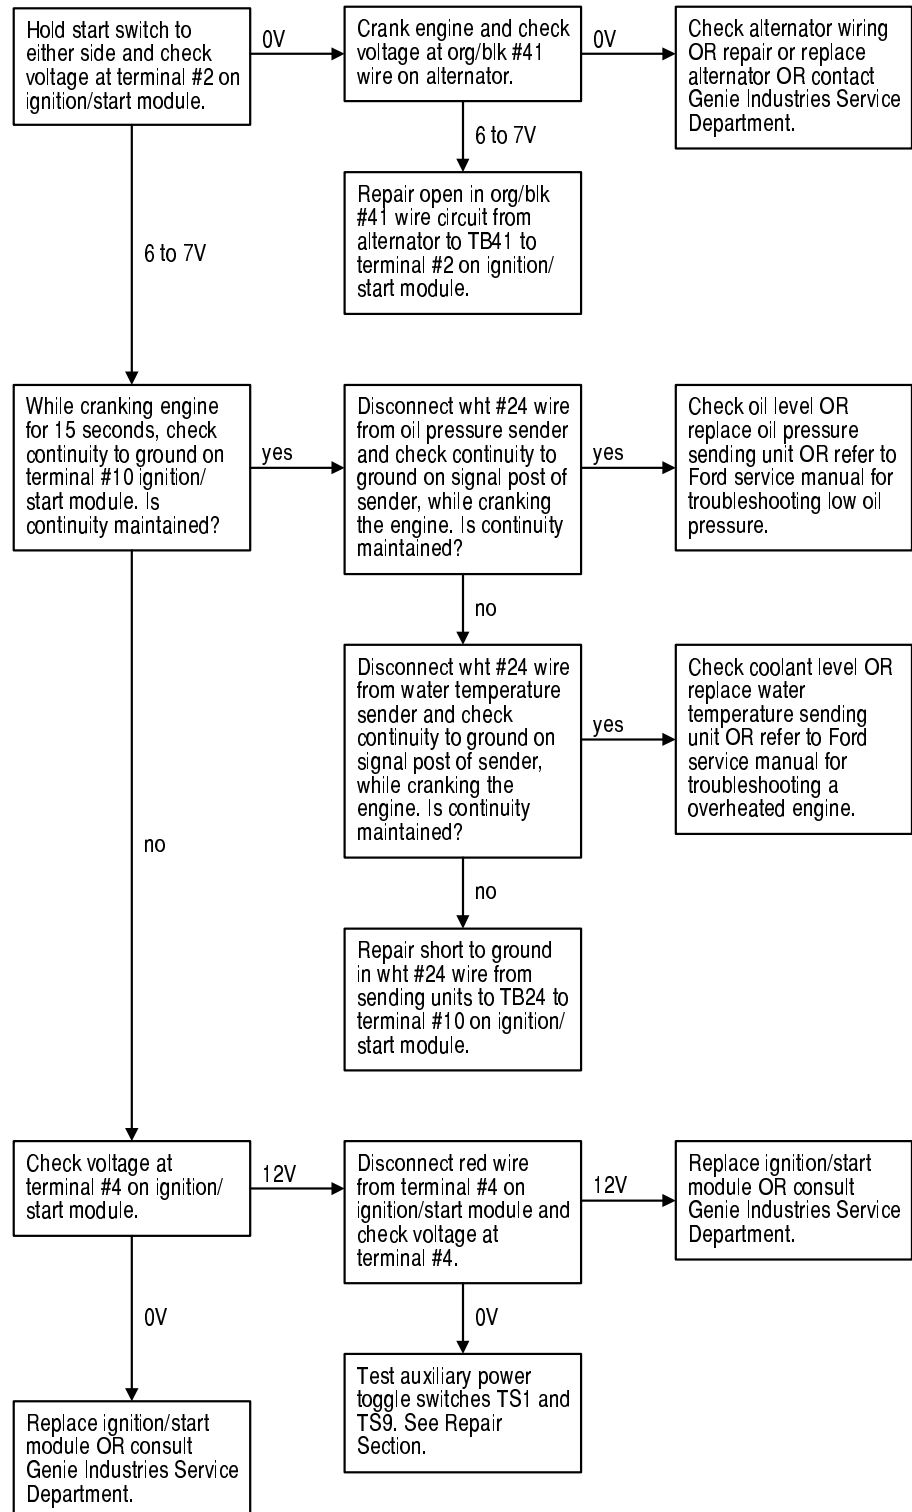 Hold start switch to
either side and check
voltage at terminal #2 on
ignition/start module.
0V
Crank engine and check
voltage at org/blk #41
wire on alternator.
0V
Check alternator wiring
OR repair or replace
alternator OR contact
Genie Industries Service
Department.
6 to 7V
Repair open in org/blk
#41 wire circuit from
alternator to TB41 to
terminal #2 on ignition/
start module.
6 to 7V
While cranking engine
for 15 seconds, check
continuity to ground on
terminal #10 ignition/
start module. Is
continuity maintained?
yes
Disconnect wht #24 wire
from oil pressure sender
and check continuity to
ground on signal post of
sender, while cranking
the engine. Is continuity
maintained?
yes
Check oil level OR
replace oil pressure
sending unit OR refer to
Ford service manual for
troubleshooting low oil
pressure.
no
Disconnect wht #24 wire
from water temperature
sender and check
continuity to ground on
signal post of sender,
while cranking the
engine. Is continuity
maintained?
yes
Check coolant level OR
replace water
temperature sending
unit OR refer to Ford
service manual for
troubleshooting a
overheated engine.
no
no
Repair short to ground
in wht #24 wire from
sending units to TB24 to
terminal #10 on ignition/
start module.
Check voltage at
terminal #4 on ignition/
start module.
12V
Disconnect red wire
from terminal #4 on
ignition/start module and
check voltage at
terminal #4.
12V
Replace ignition/start
module OR consult
Genie Industries Service
Department.
0V
0V
Test auxiliary power
toggle switches TS1 and
TS9. See Repair
Section.
Replace ignition/start
module OR consult
Genie Industries Service
Department.